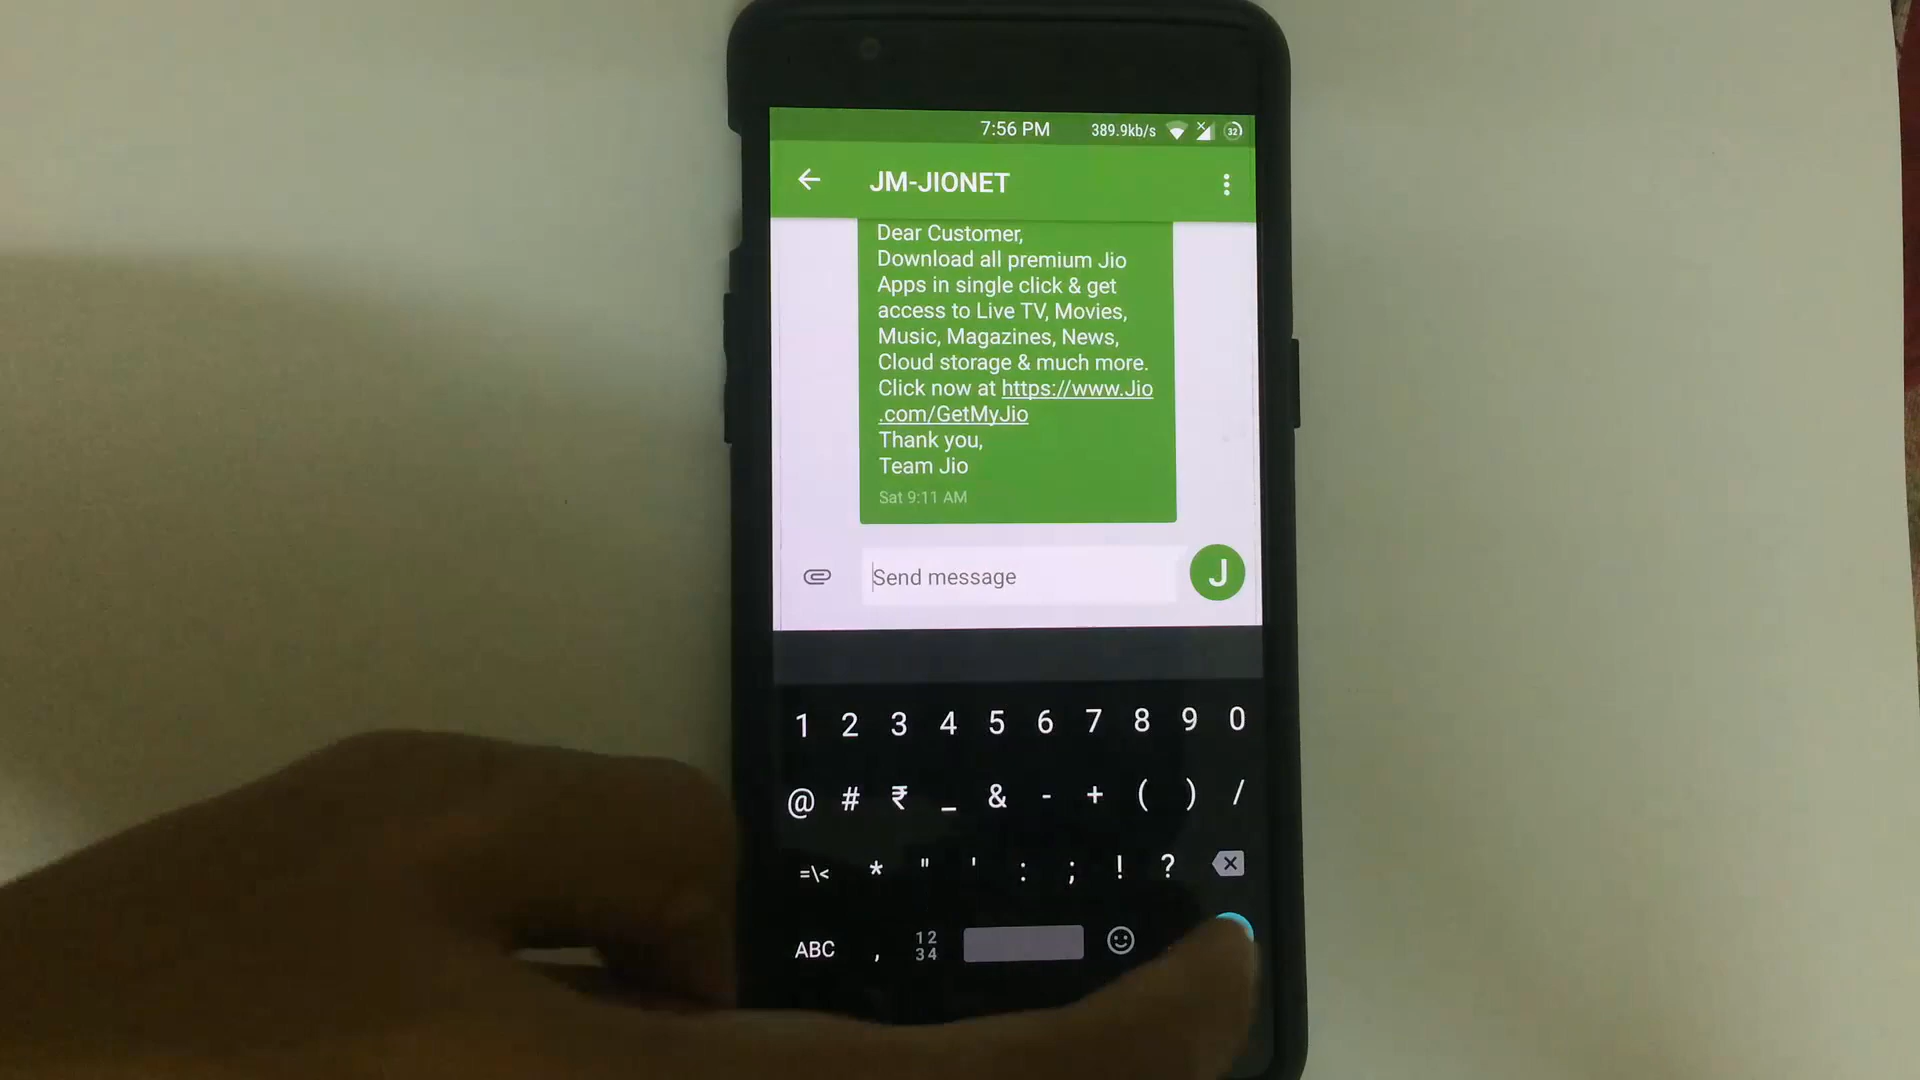 7:56 PM 389.9kb/s 32
JM-JIONET
Dear Customer,
Download all premium Jio
Apps in single click & get
access to Live TV, Movies,
Music, Magazines, News,
Cloud storage & much more.
Click now at https://www.Jio
.com/GetMyJio
Thank you,
Team Jio
Sat 9:11 AM
Send message J
1 2 3 4 5 6 7 8 9 0
@ # ₹ _ & - + ( ) /
=\< * " ' : ; ! ?
ABC , 12
34